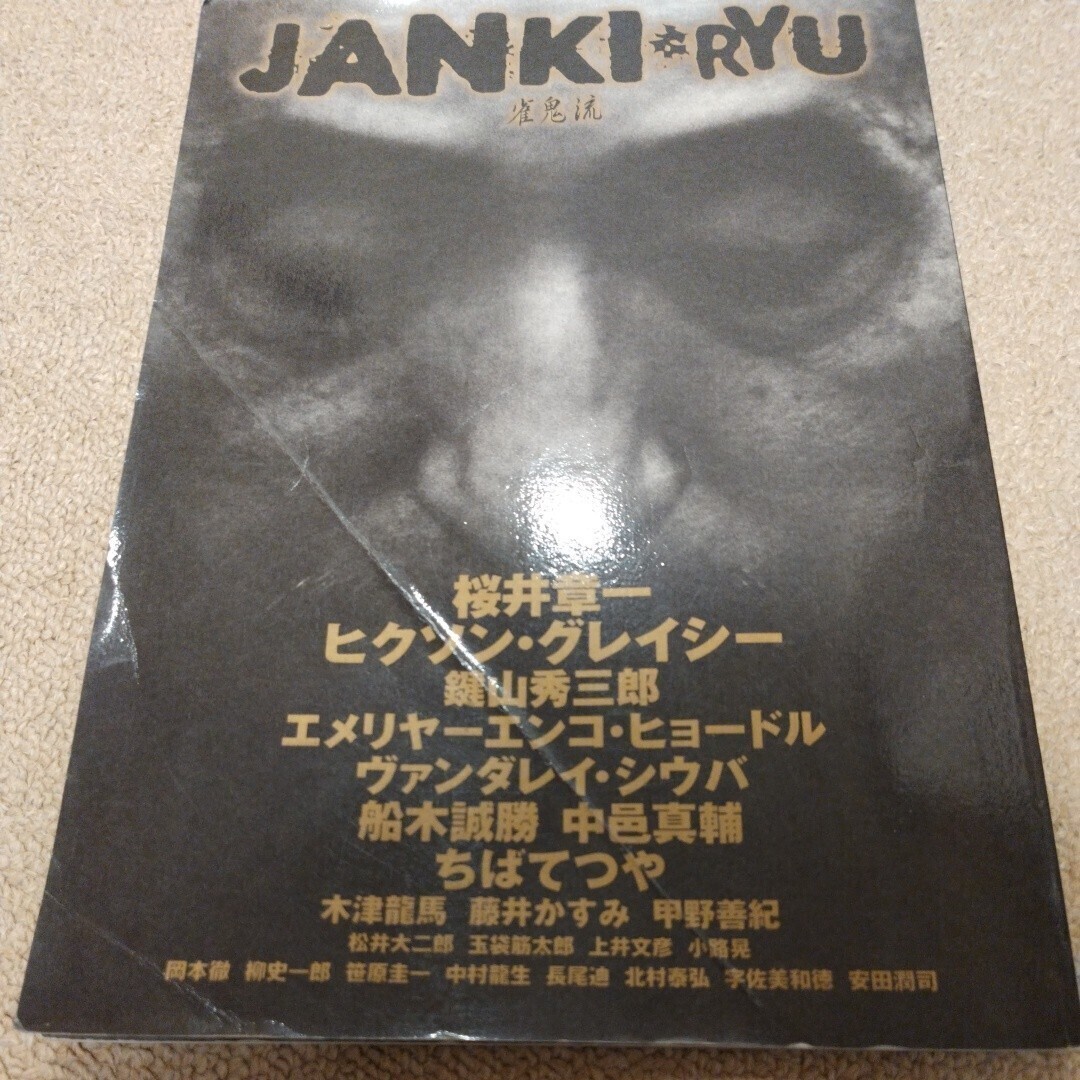 JANKI RYU
雀鬼流
桜井章一
ヒクソン・グレイシー
鍵山秀三郎
エメリヤーエンコ・ヒョードル
ヴァンダレイ・シウバ
船木誠勝 中邑真輔
ちばてつや
木津龍馬 藤井かすみ 甲野善紀
松井大二郎 玉袋筋太郎 上井文彦 小路晃
岡本徹 柳史一郎 笹原圭一 中村龍生 長尾迪 北村泰弘 宇佐美和徳 安田潤司